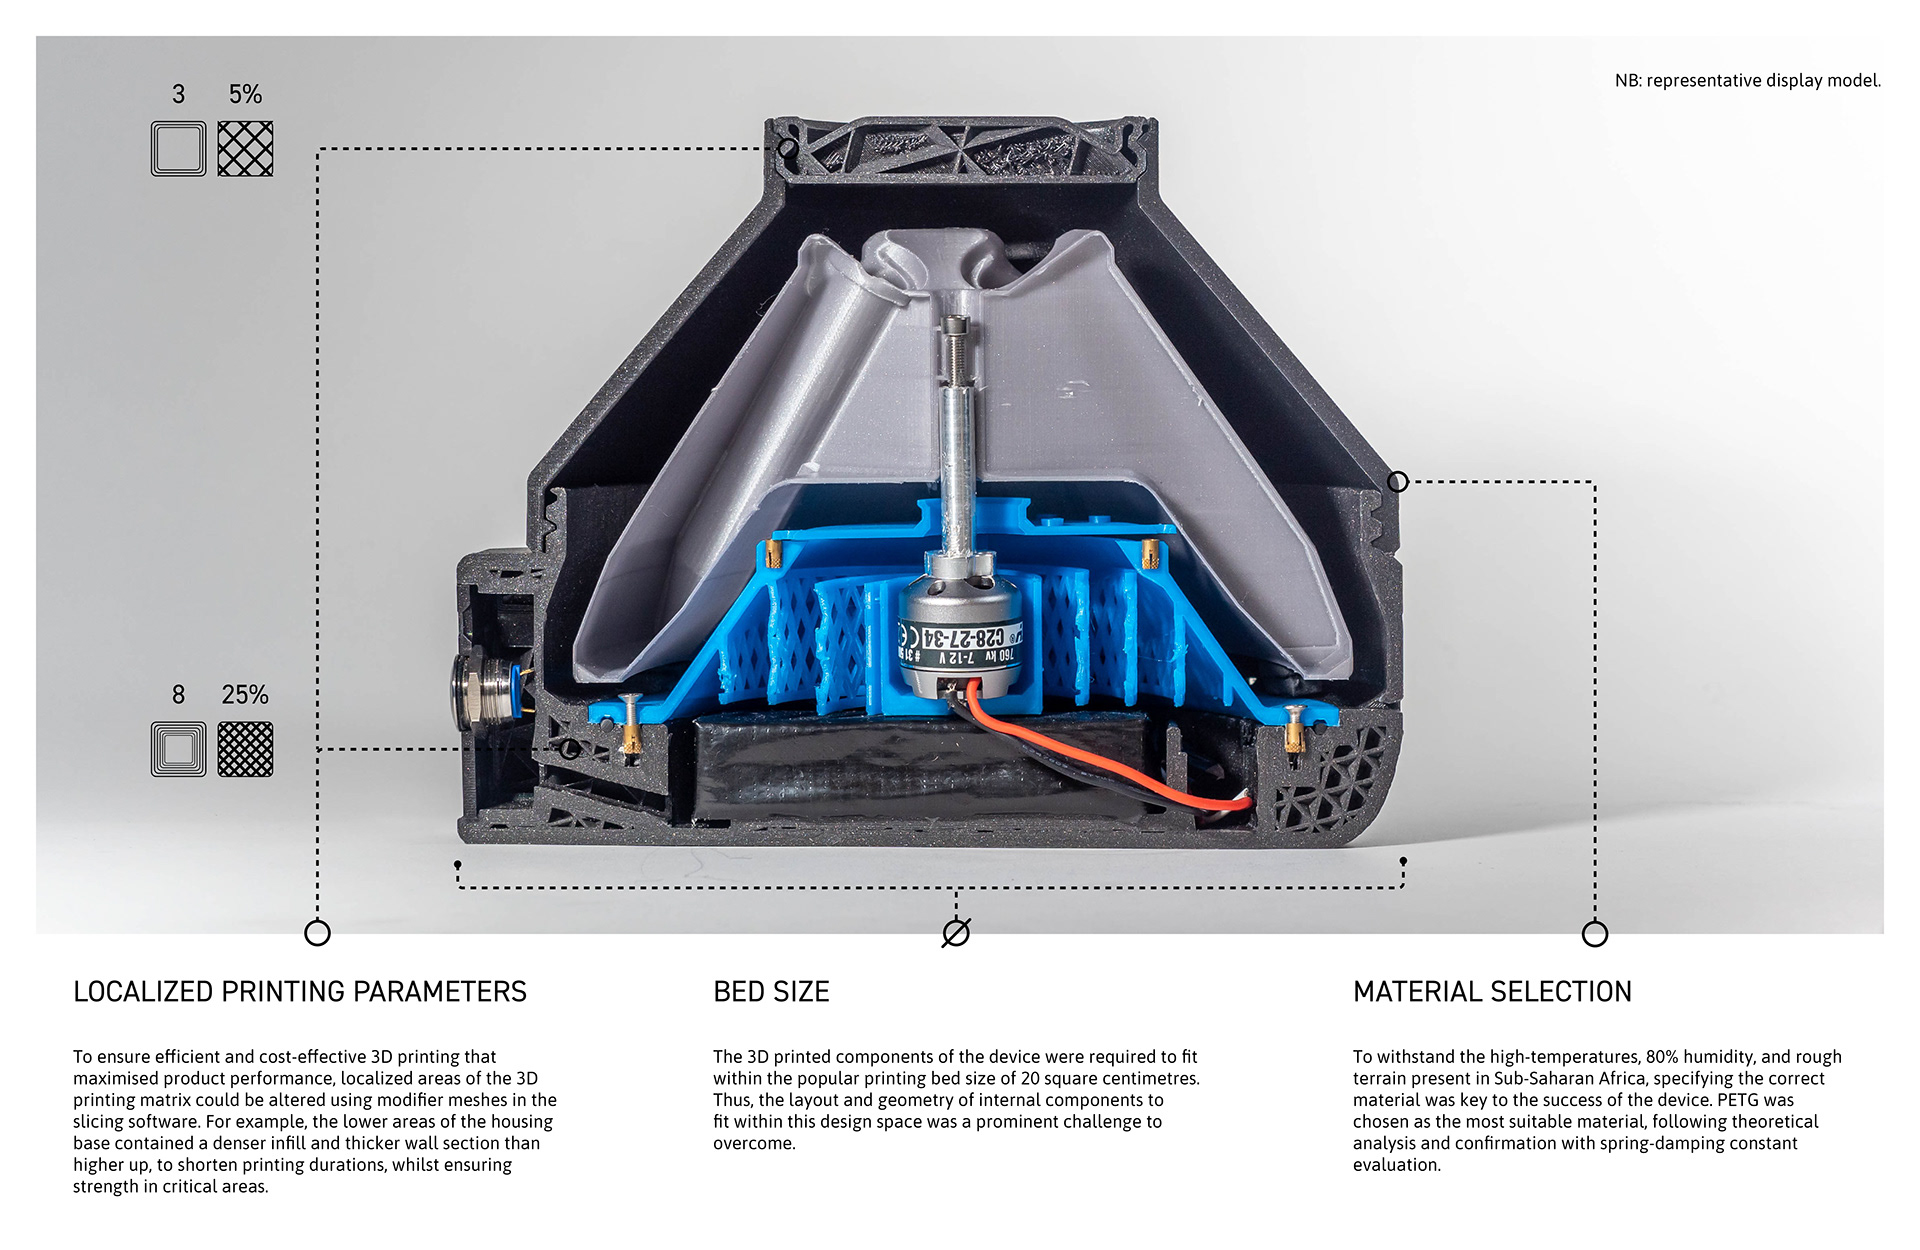 3 5%
NB: representative display model.
8 25%
760 kv 7-12 V # 315
C28-27-34
CE
LOCALIZED PRINTING PARAMETERS
To ensure efficient and cost-effective 3D printing that
maximised product performance, localized areas of the 3D
printing matrix could be altered using modifier meshes in the
slicing software. For example, the lower areas of the housing
base contained a denser infill and thicker wall section than
higher up, to shorten printing durations, whilst ensuring
strength in critical areas.
BED SIZE
The 3D printed components of the device were required to fit
within the popular printing bed size of 20 square centimetres.
Thus, the layout and geometry of internal components to
fit within this design space was a prominent challenge to
overcome.
MATERIAL SELECTION
To withstand the high-temperatures, 80% humidity, and rough
terrain present in Sub-Saharan Africa, specifying the correct
material was key to the success of the device. PETG was
chosen as the most suitable material, following theoretical
analysis and confirmation with spring-damping constant
evaluation.